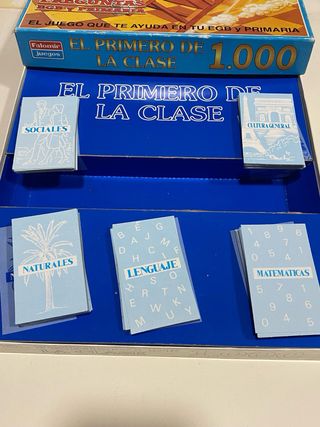 EL JUEGO QUE TE AYUDA EN TU EGB y PRIMARIA
Falomir
juegos
EL PRIMERO DE
LA CLASE
1.000
EL PRIMERO DE
LA CLASE
SOCIALES
CULTURA GENERAL
NATURALES
LENGUAJE
MATEMATICAS